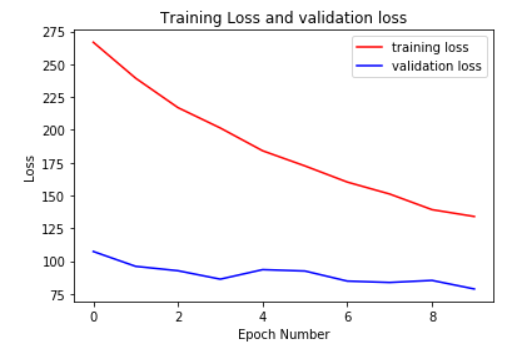 Training Loss and validation loss
training loss
validation loss
275
250
225
200
175
150
125
100
75
Loss
0 2 4 6 8
Epoch Number